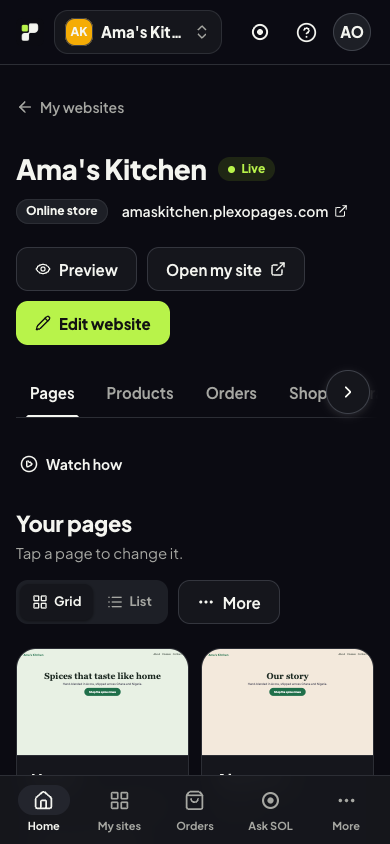 AK Ama's Kit... AO
My websites
Ama's Kitchen Live
Online store amaskitchen.plexopages.com
Preview Open my site
Edit website
Pages Products Orders Shop
Watch how
Your pages
Tap a page to change it.
Grid List More
Spices that taste like home
Our story
Home My sites Orders Ask SOL More